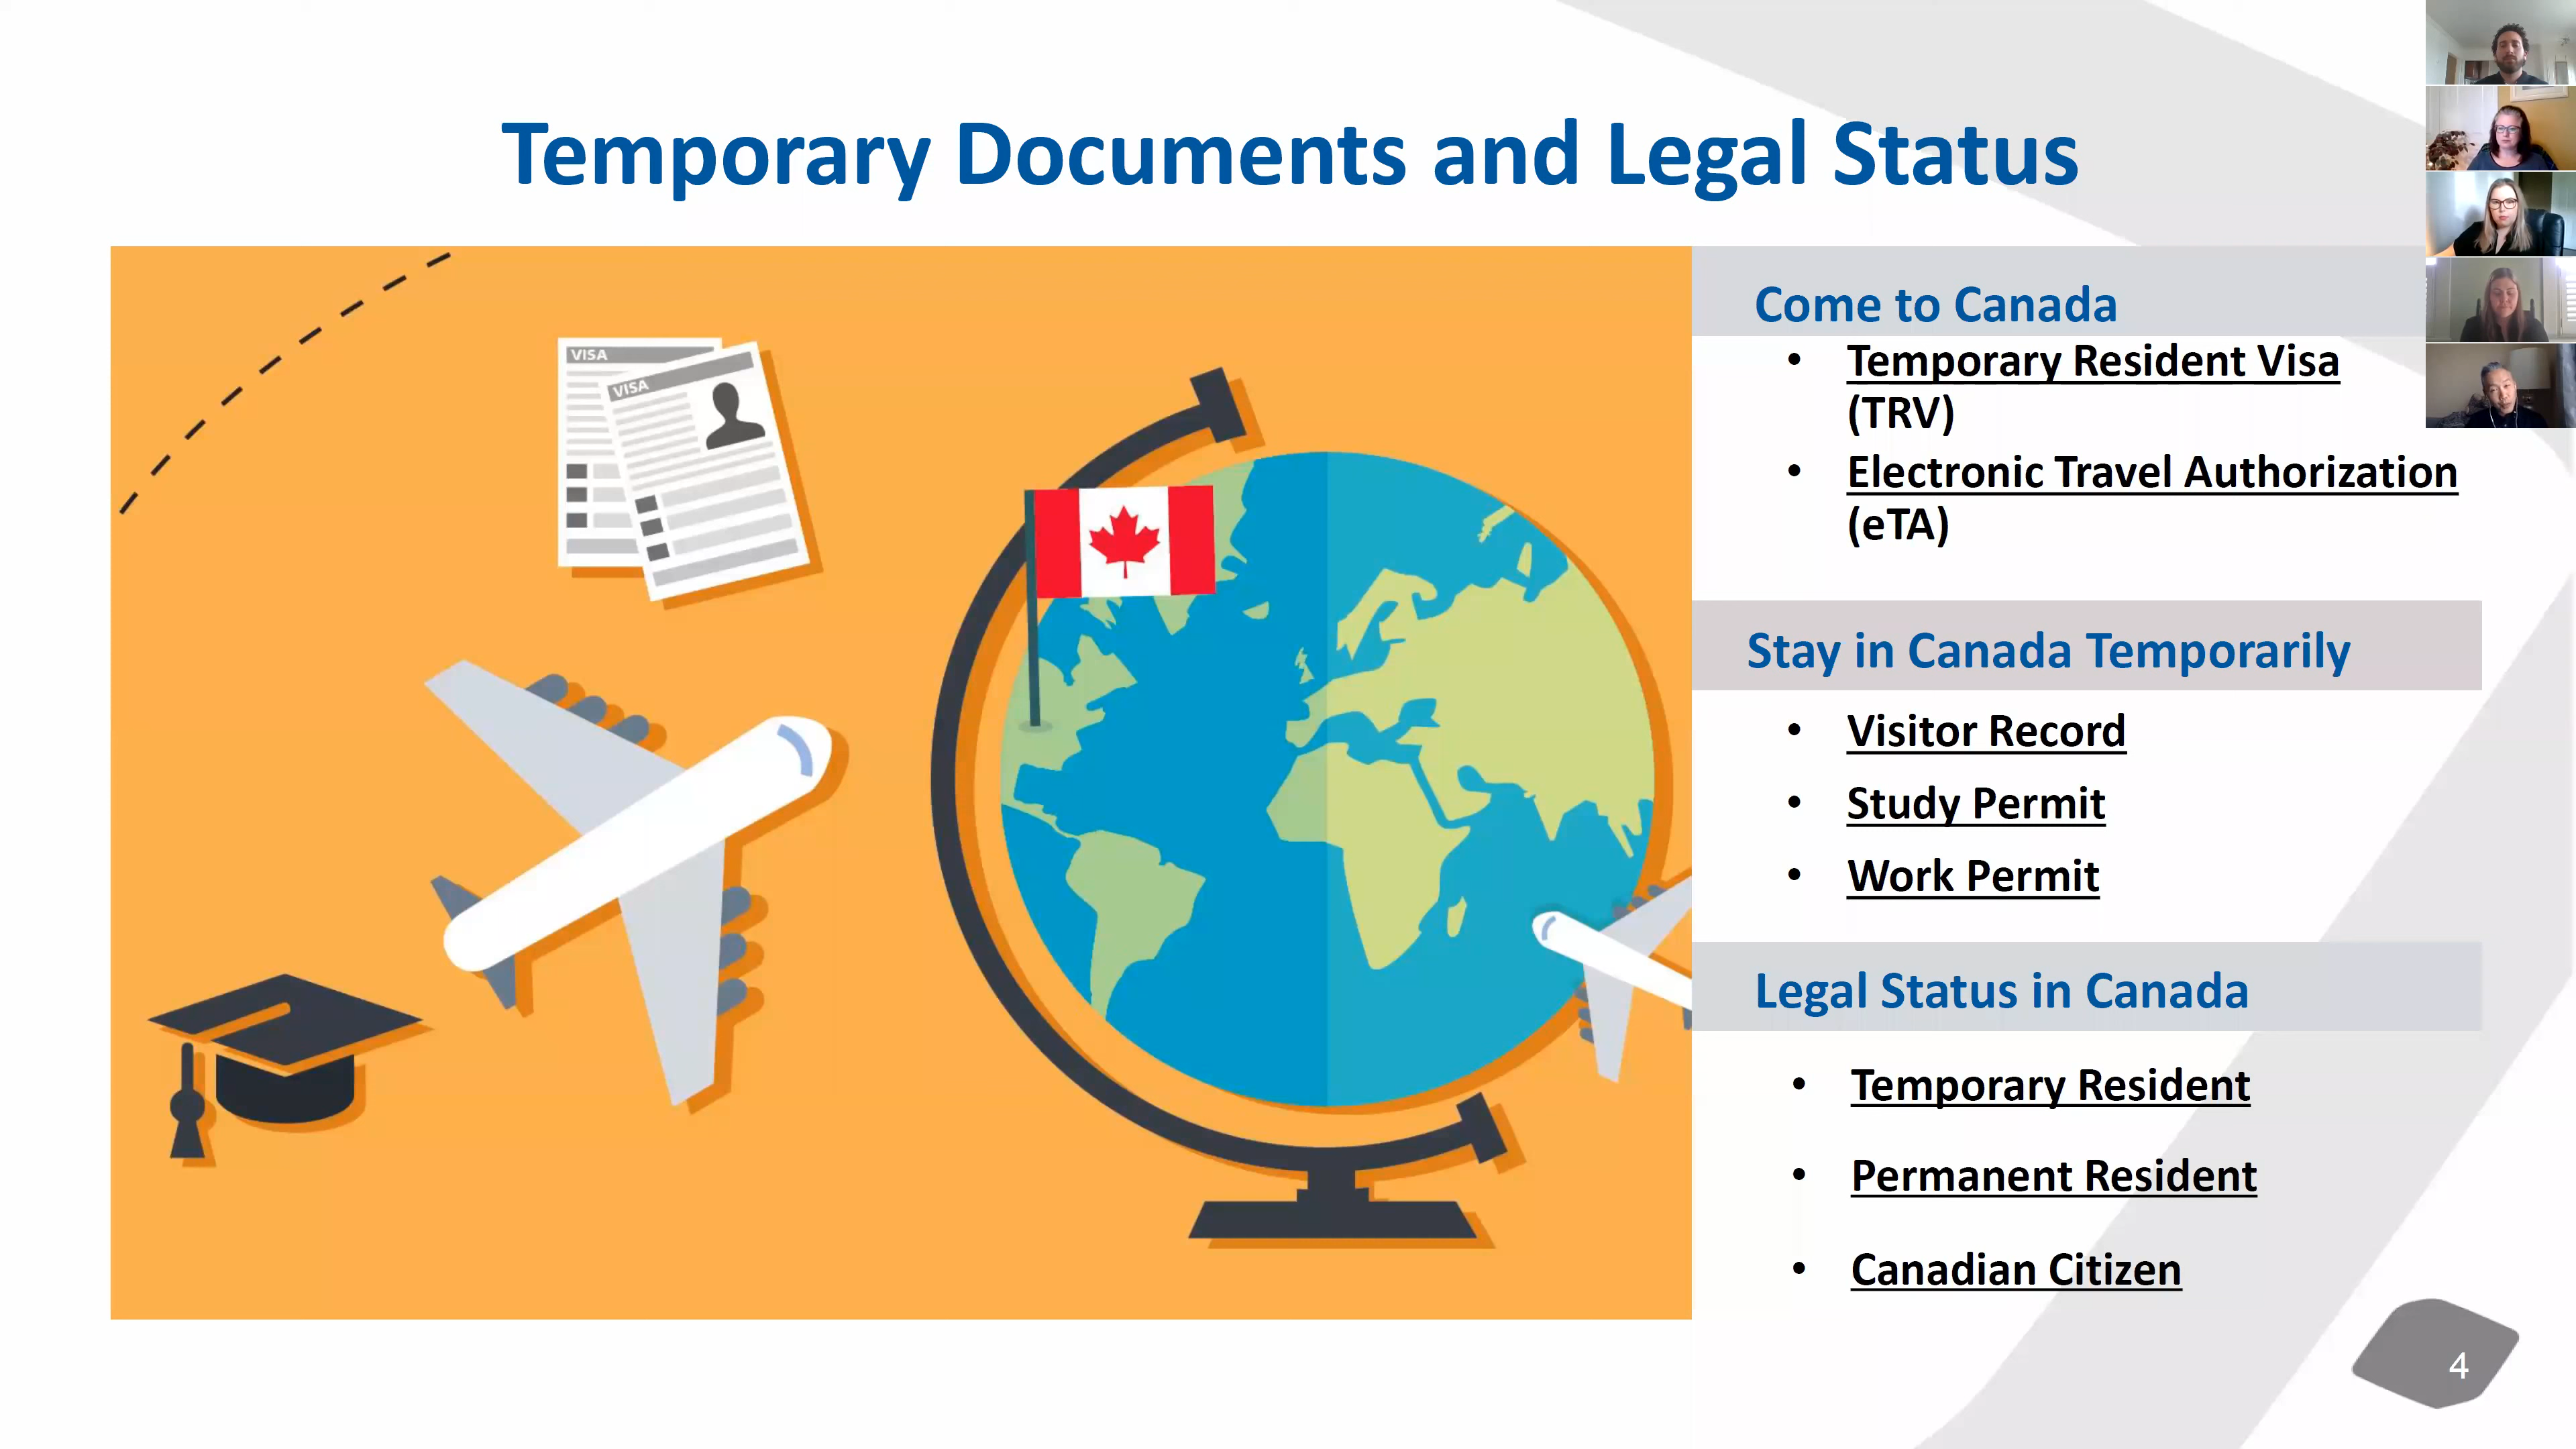 Temporary Documents and Legal Status
VISA
VISA
Come to Canada
• Temporary Resident Visa
(TRV)
• Electronic Travel Authorization
(eTA)
Stay in Canada Temporarily
• Visitor Record
• Study Permit
• Work Permit
Legal Status in Canada
• Temporary Resident
• Permanent Resident
• Canadian Citizen
4